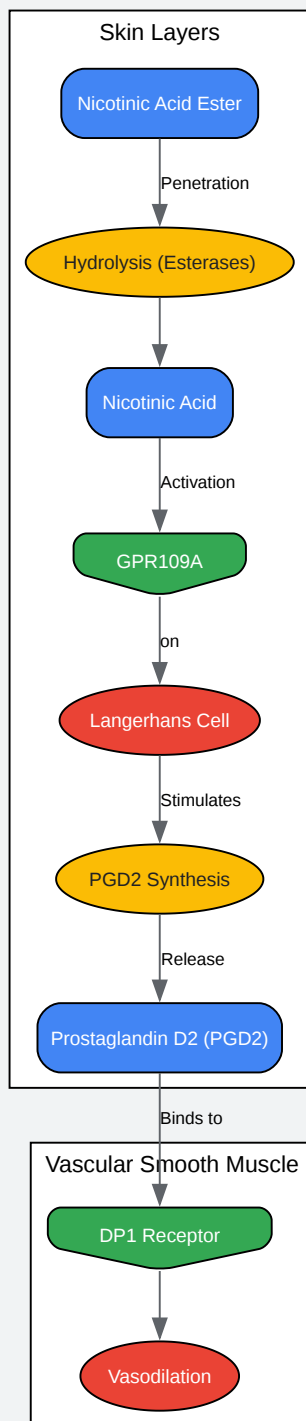 Skin Layers
Nicotinic Acid Ester
Penetration
Hydrolysis (Esterases)
Nicotinic Acid
Activation
GPR109A
on
Langerhans Cell
Stimulates
PGD2 Synthesis
Release
Prostaglandin D2 (PGD2)
Binds to
Vascular Smooth Muscle
DP1 Receptor
Vasodilation